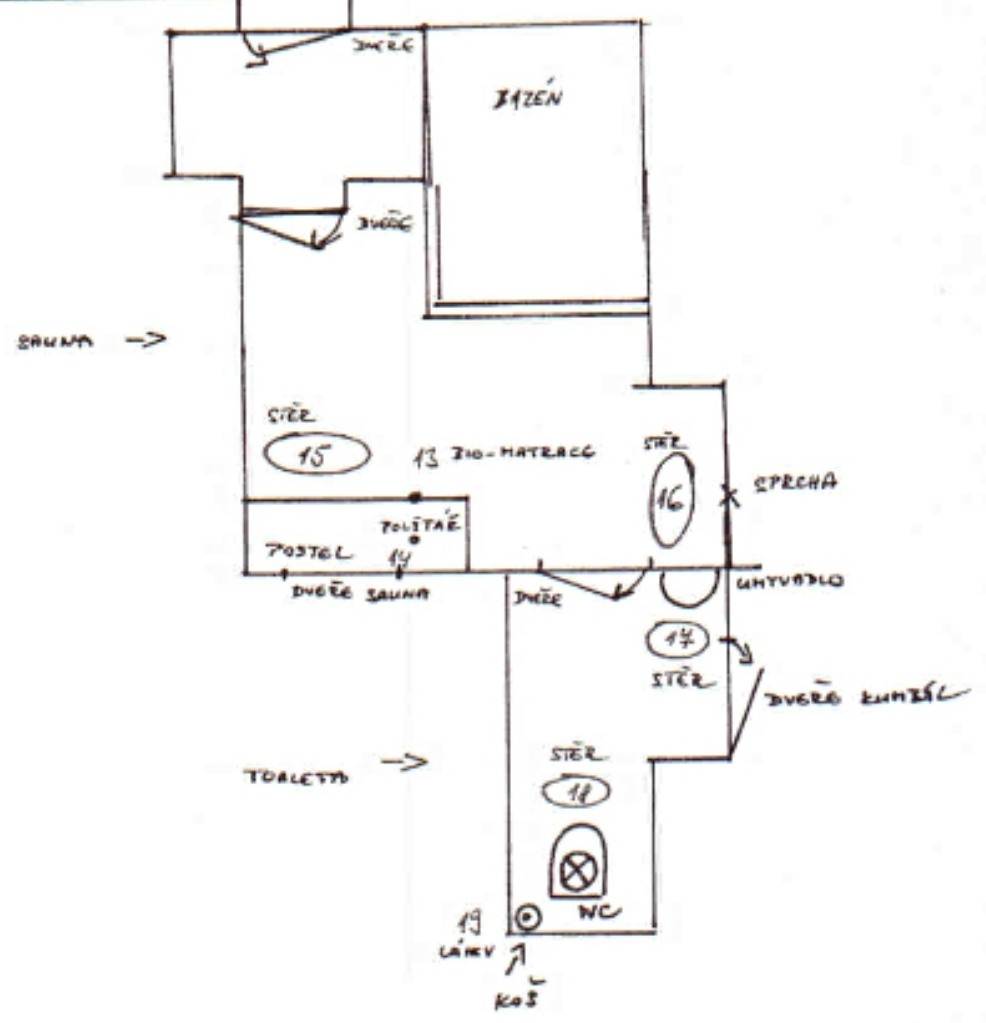 DVEŘE
BAZÉN
DVEŘE
SAUNA
STĚR
15
13 BIO-MATRACE
STĚR
16
SPRCHA
POLŠTÁŘ
POSTEL
14
DVEŘE SAUNA
DVEŘE
UMYVADLO
17
STĚR
DVEŘE KUMBÁL
STĚR
TOALETA
18
WC
19
LÁHEV
KOŠ